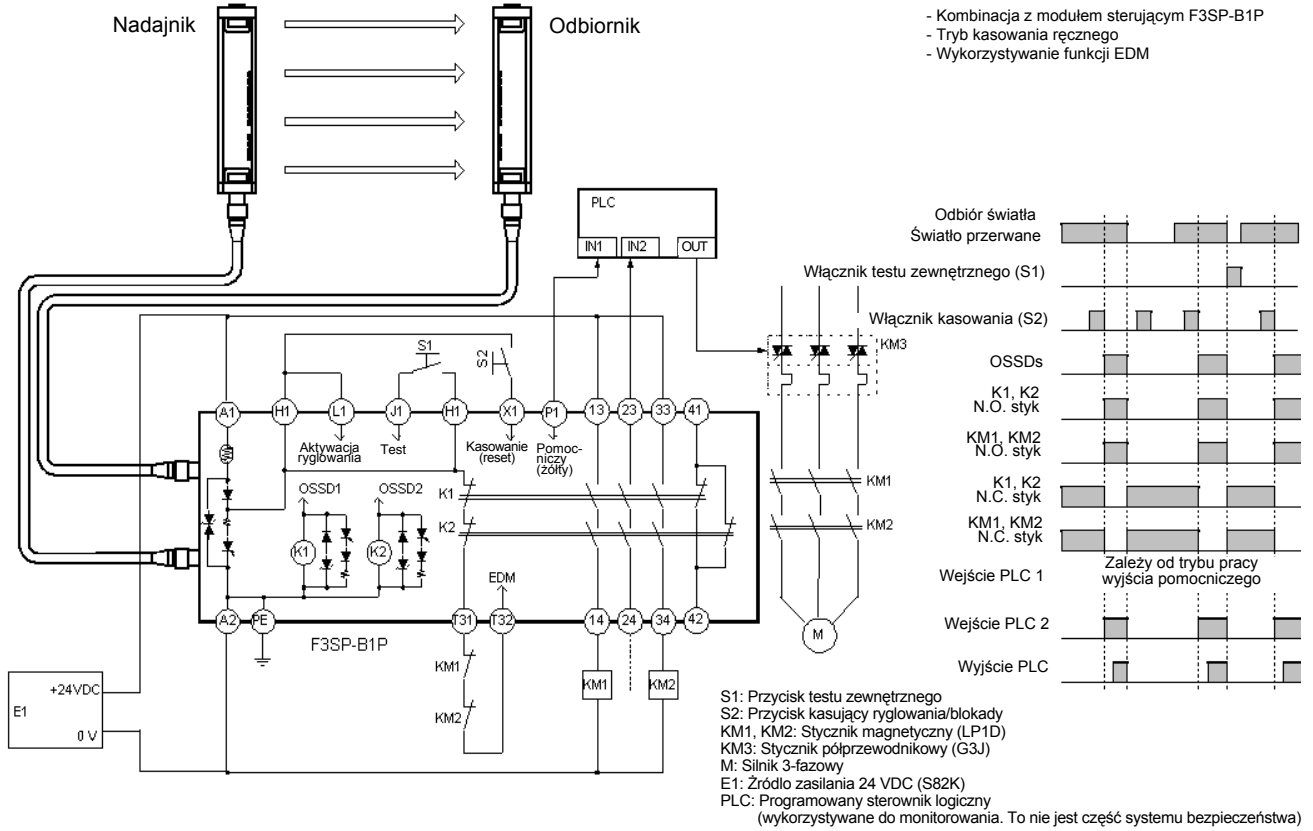 Nadajnik
Odbiornik
- Kombinacja z modułem sterującym F3SP-B1P
- Tryb kasowania ręcznego
- Wykorzystywanie funkcji EDM
PLC
IN1 IN2 OUT
KM3
S1
S2
A1 H1 L1 J1 H1 X1 P1 13 23 33 41
Aktywacja
ryglowania
Test
Kasowanie
(reset)
Pomoc-
niczy
(żółty)
OSSD1 OSSD2
K1
K2
K1 K2
EDM
KM1
KM2
A2 PE T31 T32 14 24 34 42
F3SP-B1P
M
KM1
KM2
KM1 KM2
+24VDC
E1
0 V
Odbiór światła
Światło przerwane
Włącznik testu zewnętrznego (S1)
Włącznik kasowania (S2)
OSSDs
K1, K2
N.O. styk
KM1, KM2
N.O. styk
K1, K2
N.C. styk
KM1, KM2
N.C. styk
Wejście PLC 1
Zależy od trybu pracy
wyjścia pomocniczego
Wejście PLC 2
Wyjście PLC
S1: Przycisk testu zewnętrznego
S2: Przycisk kasujący ryglowania/blokady
KM1, KM2: Stycznik magnetyczny (LP1D)
KM3: Stycznik półprzewodnikowy (G3J)
M: Silnik 3-fazowy
E1: Źródlo zasilania 24 VDC (S82K)
PLC: Programowany sterownik logiczny
(wykorzystywane do monitorowania. To nie jest część systemu bezpieczeństwa)